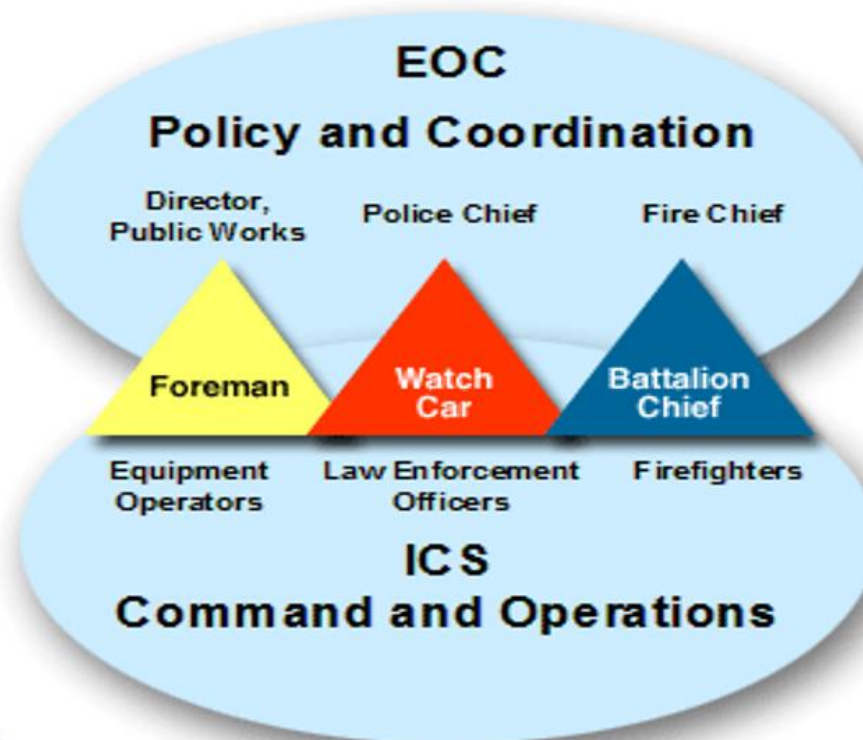 EOC
Policy and Coordination
Director,
Public Works
Police Chief
Fire Chief
Foreman
Watch
Car
Battalion
Chief
Equipment
Operators
Law Enforcement
Officers
Firefighters
ICS
Command and Operations